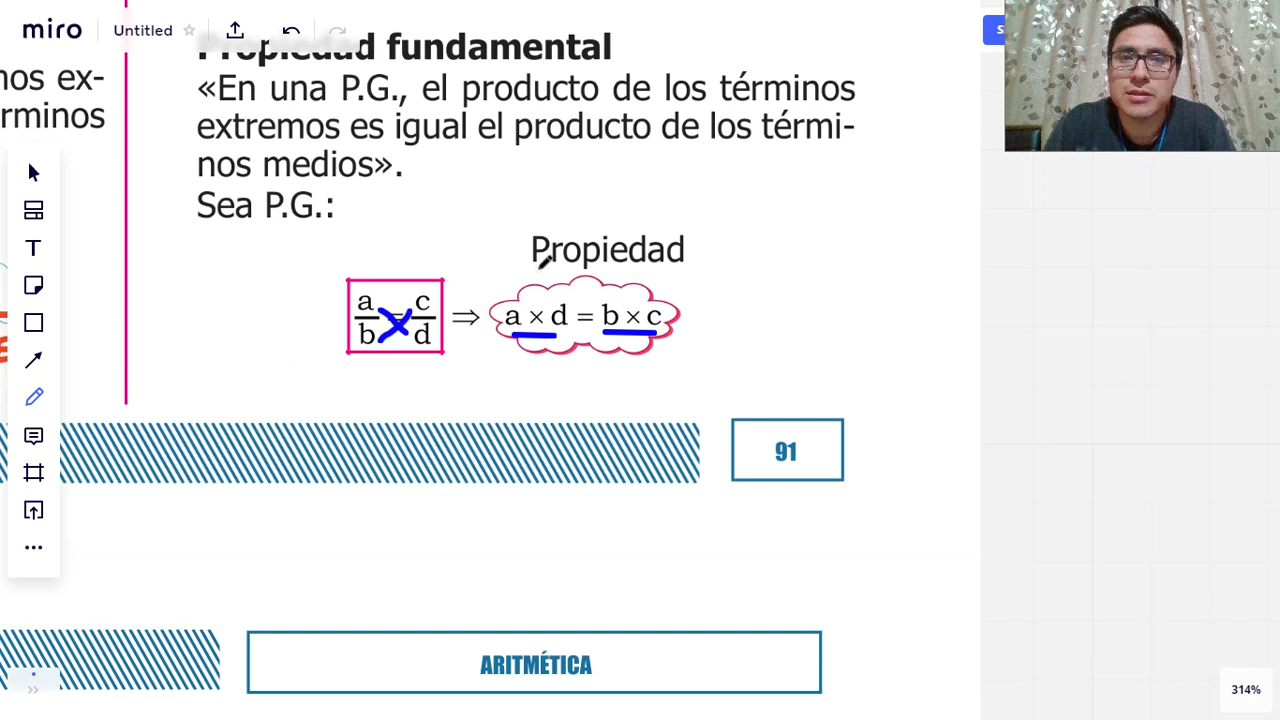 miro
Untitled
nos ex-
rminos
Propiedad fundamental
«En una P.G., el producto de los términos
extremos es igual el producto de los térmi-
nos medios».
Sea P.G.:
Propiedad
a/b = c/d ⇒ a × d = b × c
91
ARITMÉTICA
314%